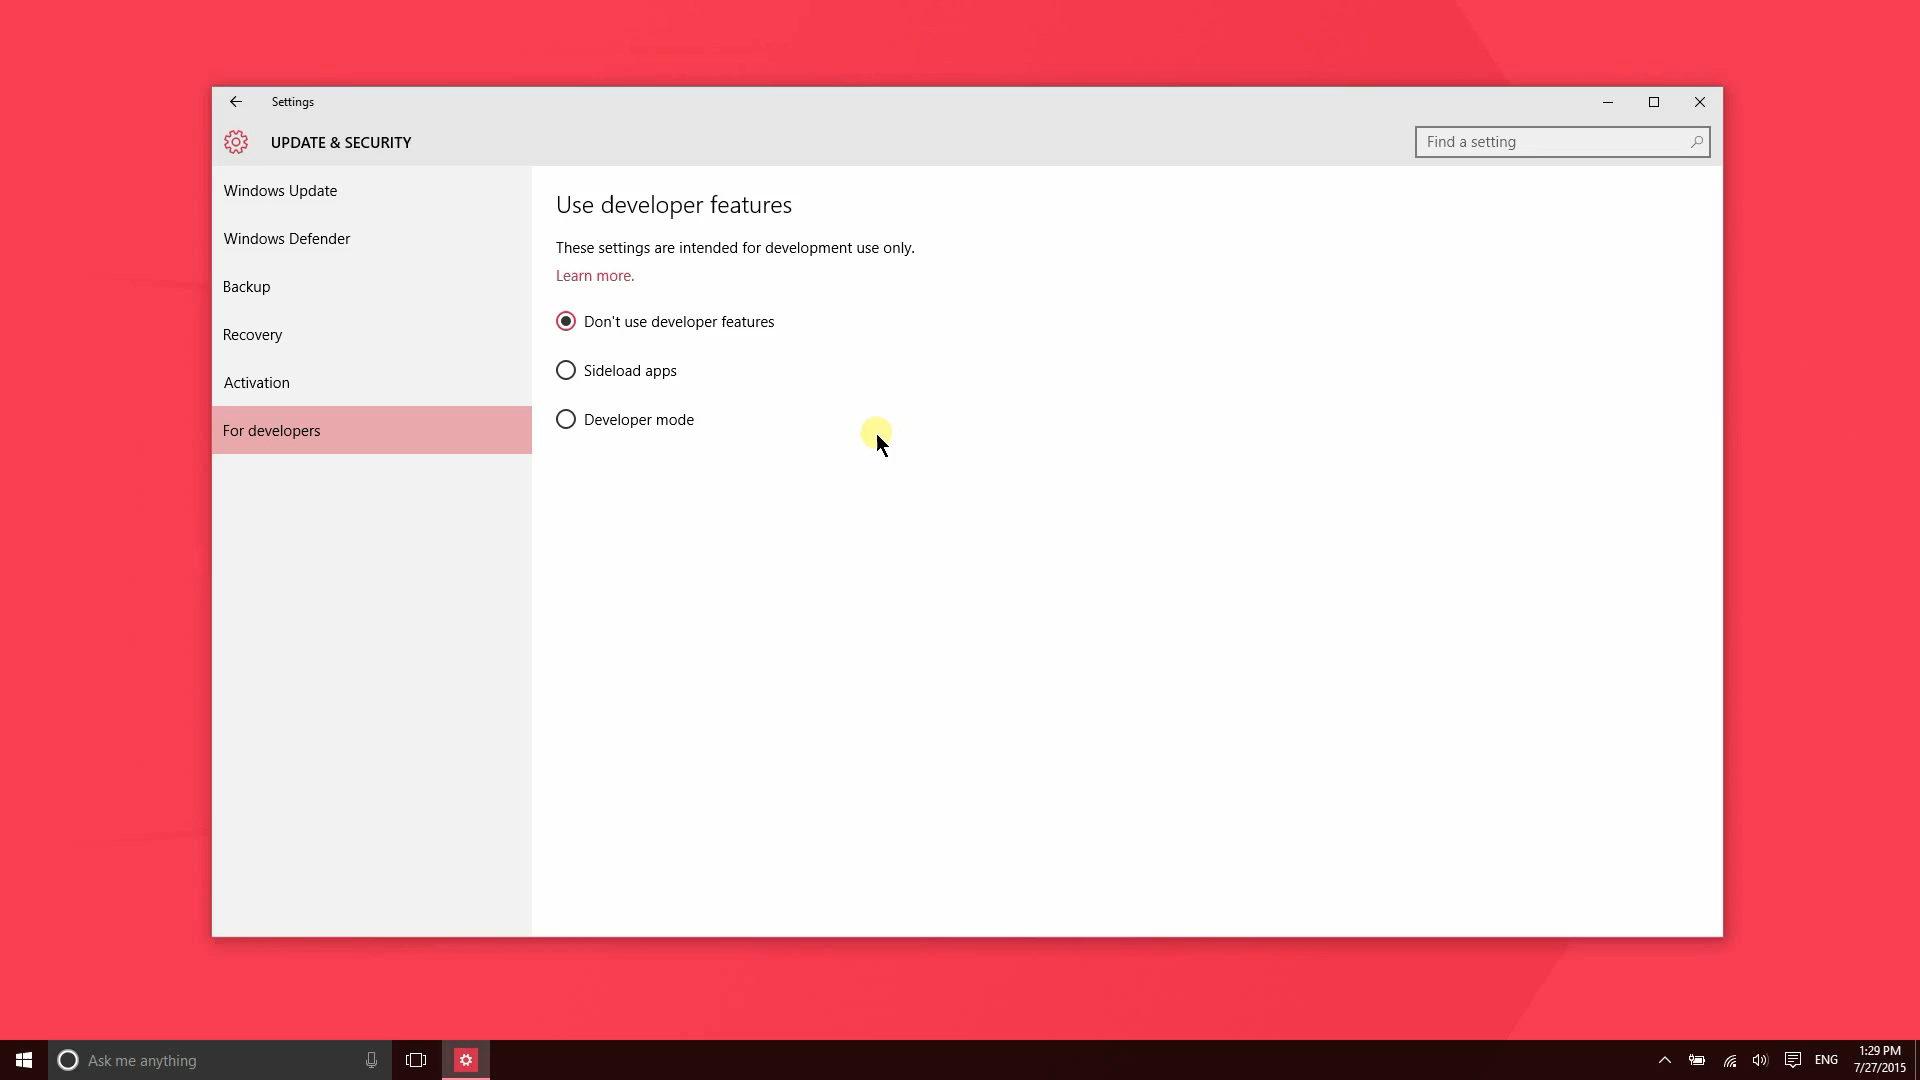 Settings
UPDATE & SECURITY
Find a setting
Windows Update
Windows Defender
Backup
Recovery
Activation
For developers
Use developer features
These settings are intended for development use only.
Learn more.
Don't use developer features
Sideload apps
Developer mode
Ask me anything
ENG
1:29 PM
7/27/2015